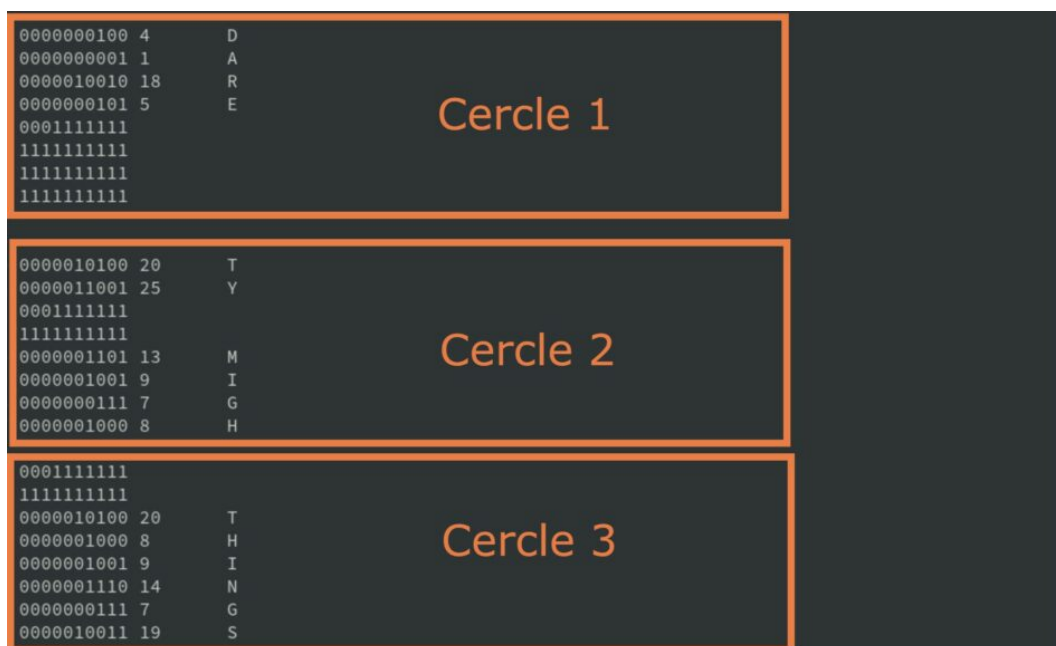 0000000100 4 D
0000000001 1 A
0000010010 18 R
0000000101 5 E
Cercle 1
0001111111
1111111111
1111111111
1111111111
0000010100 20 T
0000011001 25 Y
0001111111
1111111111
Cercle 2
0000001101 13 M
0000001001 9 I
0000000111 7 G
0000001000 8 H
0001111111
1111111111
0000010100 20 T
0000001000 8 H
Cercle 3
0000001001 9 I
0000001110 14 N
0000000111 7 G
0000010011 19 S